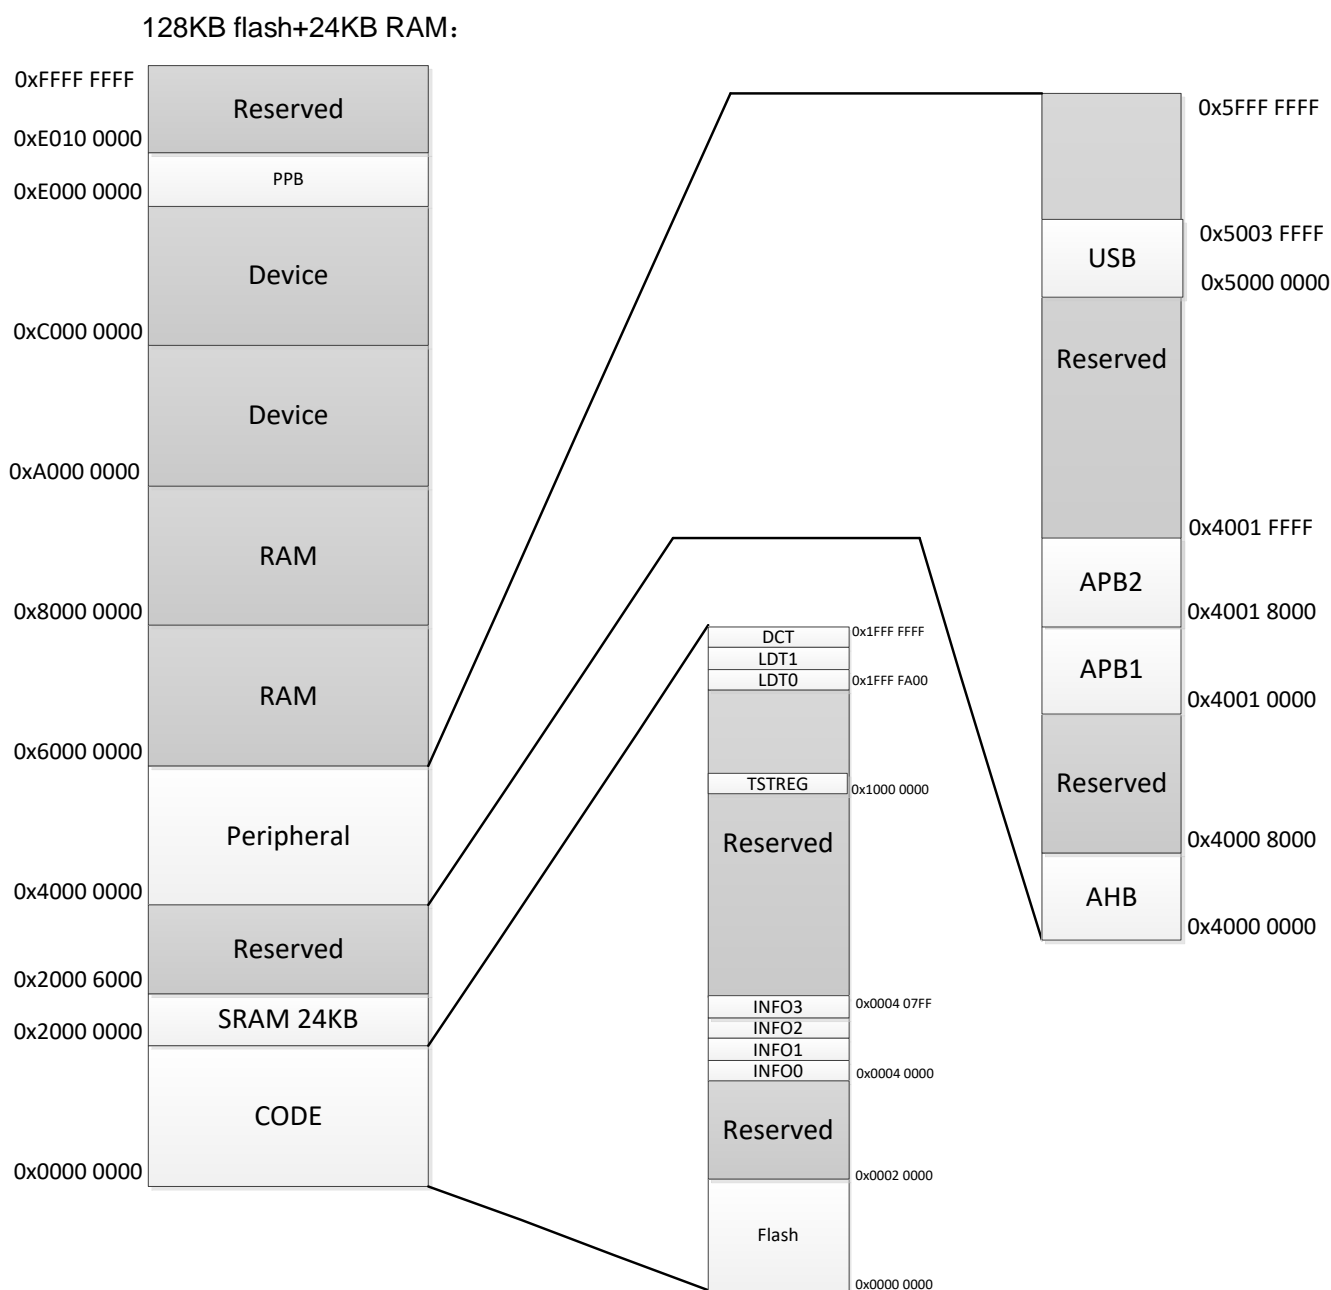 128KB flash+24KB RAM：
0xFFFF FFFF
Reserved
0xE010 0000
PPB
0xE000 0000
Device
0xC000 0000
Device
0xA000 0000
RAM
0x8000 0000
RAM
0x6000 0000
Peripheral
0x4000 0000
Reserved
0x2000 6000
SRAM 24KB
0x2000 0000
CODE
0x0000 0000
DCT
0x1FFF FFFF
LDT1
LDT0
0x1FFF FA00
TSTREG
0x1000 0000
Reserved
INFO3
0x0004 07FF
INFO2
INFO1
INFO0
0x0004 0000
Reserved
0x0002 0000
Flash
0x0000 0000
0x5FFF FFFF
0x5003 FFFF
USB
0x5000 0000
Reserved
0x4001 FFFF
APB2
0x4001 8000
APB1
0x4001 0000
Reserved
0x4000 8000
AHB
0x4000 0000